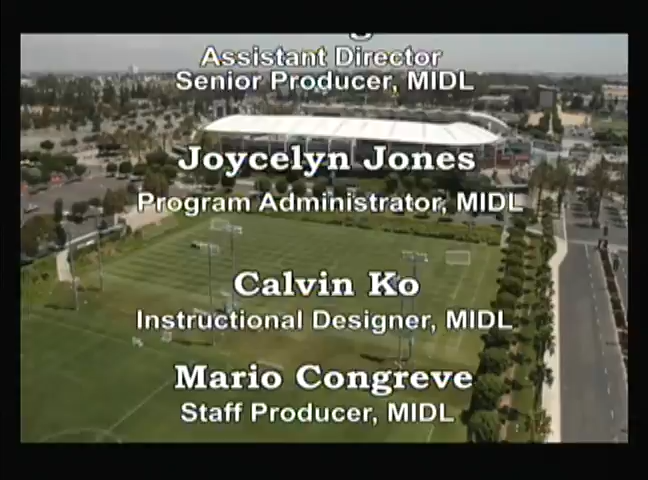 Assistant Director
Senior Producer, MIDL
Joycelyn Jones
Program Administrator, MIDL
Calvin Ko
Instructional Designer, MIDL
Mario Congreve
Staff Producer, MIDL